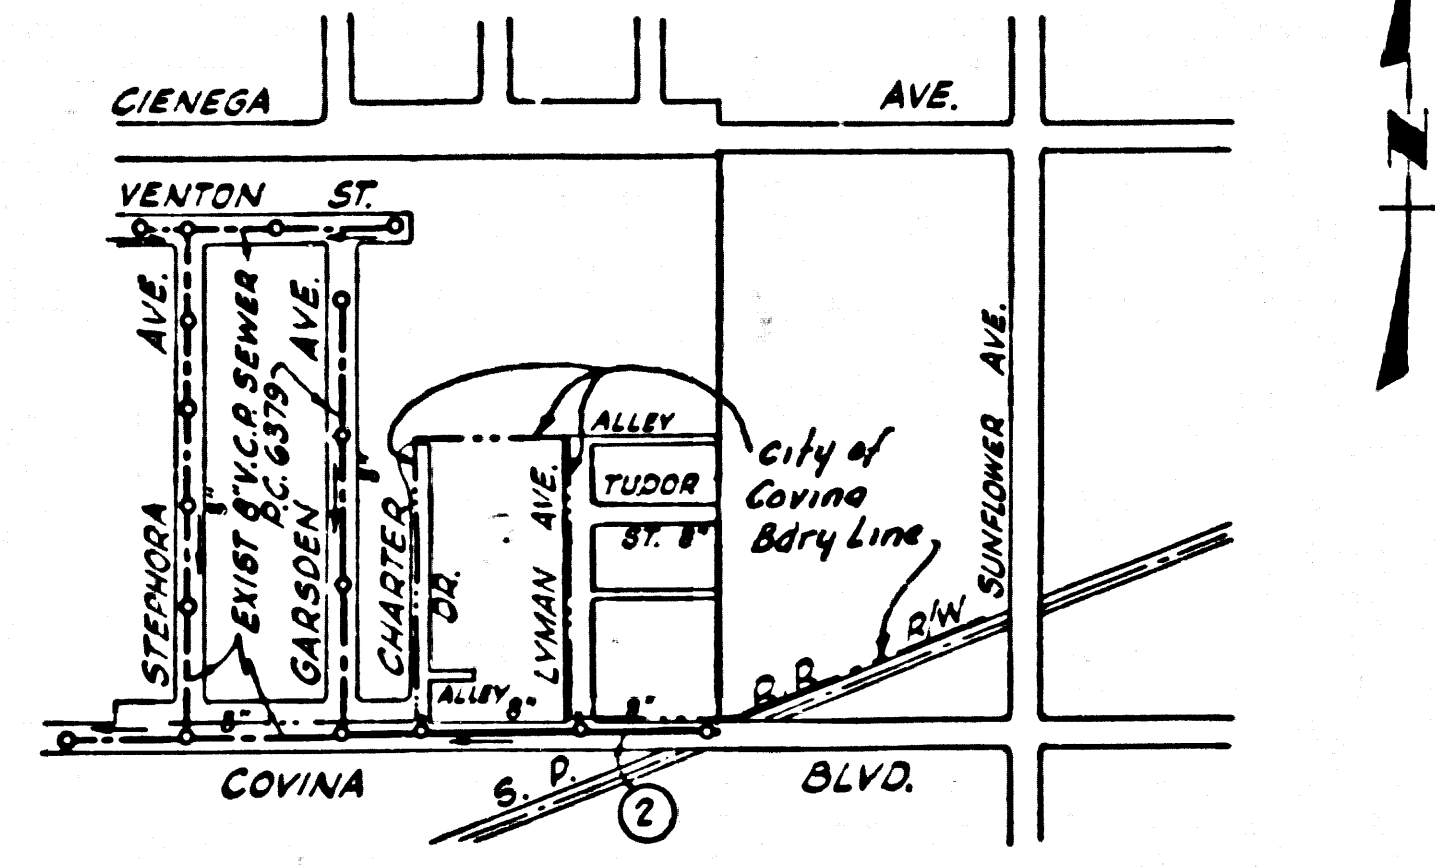 CIENEGA AVE.
N
VENTON ST.
STEPHORA AVE.
8"
EXIST 8" V.C.P. SEWER
P.C. 6379
GARSDEN AVE.
8"
CHARTER DR.
LYMAN AVE.
ALLEY
TUDOR
ST. 8"
City of
Covina
Bdry Line
SUNFLOWER AVE.
R.R. R/W
ALLEY
8"
8"
8"
COVINA BLVD.
S. P.
2